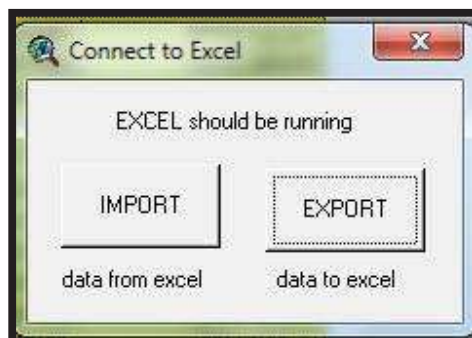 Connect to Excel
EXCEL should be running
IMPORT
EXPORT
data from excel
data to excel